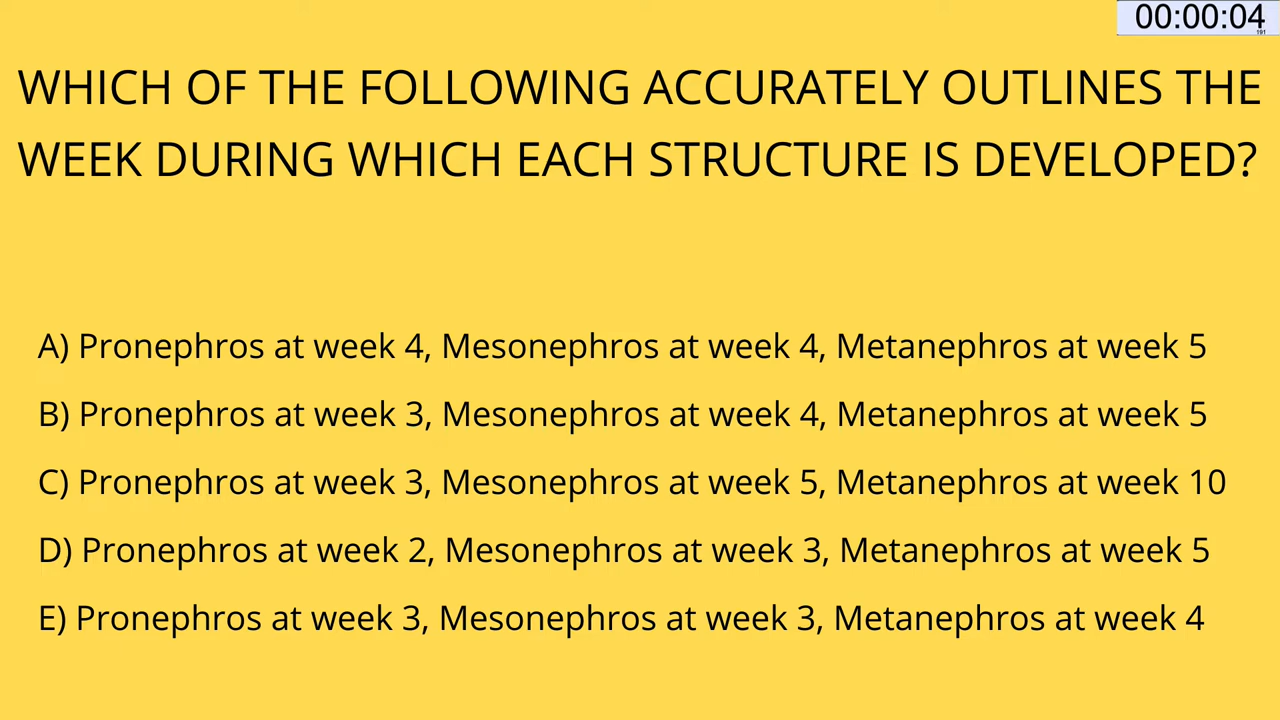 00:00:04
191
WHICH OF THE FOLLOWING ACCURATELY OUTLINES THE
WEEK DURING WHICH EACH STRUCTURE IS DEVELOPED?
A) Pronephros at week 4, Mesonephros at week 4, Metanephros at week 5
B) Pronephros at week 3, Mesonephros at week 4, Metanephros at week 5
C) Pronephros at week 3, Mesonephros at week 5, Metanephros at week 10
D) Pronephros at week 2, Mesonephros at week 3, Metanephros at week 5
E) Pronephros at week 3, Mesonephros at week 3, Metanephros at week 4